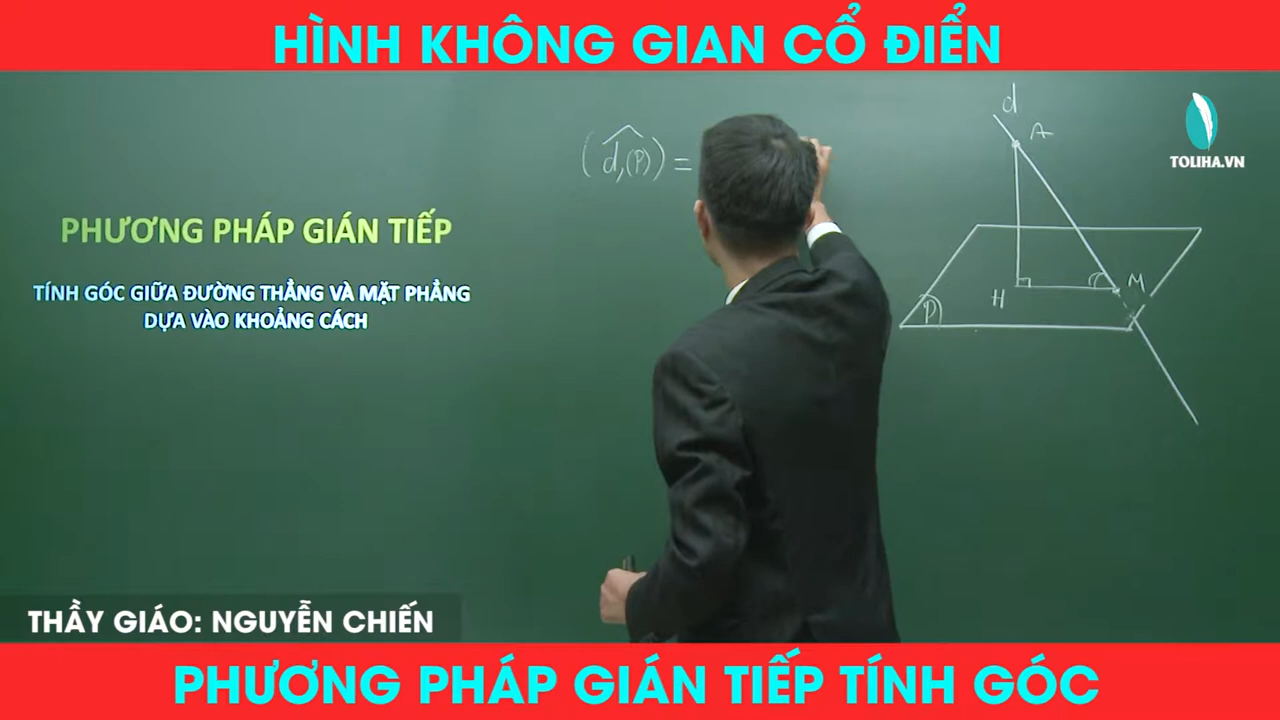 HÌNH KHÔNG GIAN CỔ ĐIỂN
d
A
TOLIHA.VN
(d,(P)) =
PHƯƠNG PHÁP GIÁN TIẾP
TÍNH GÓC GIỮA ĐƯỜNG THẲNG VÀ MẶT PHẲNG
DỰA VÀO KHOẢNG CÁCH
H
M
P
THẦY GIÁO: NGUYỄN CHIẾN
PHƯƠNG PHÁP GIÁN TIẾP TÍNH GÓC